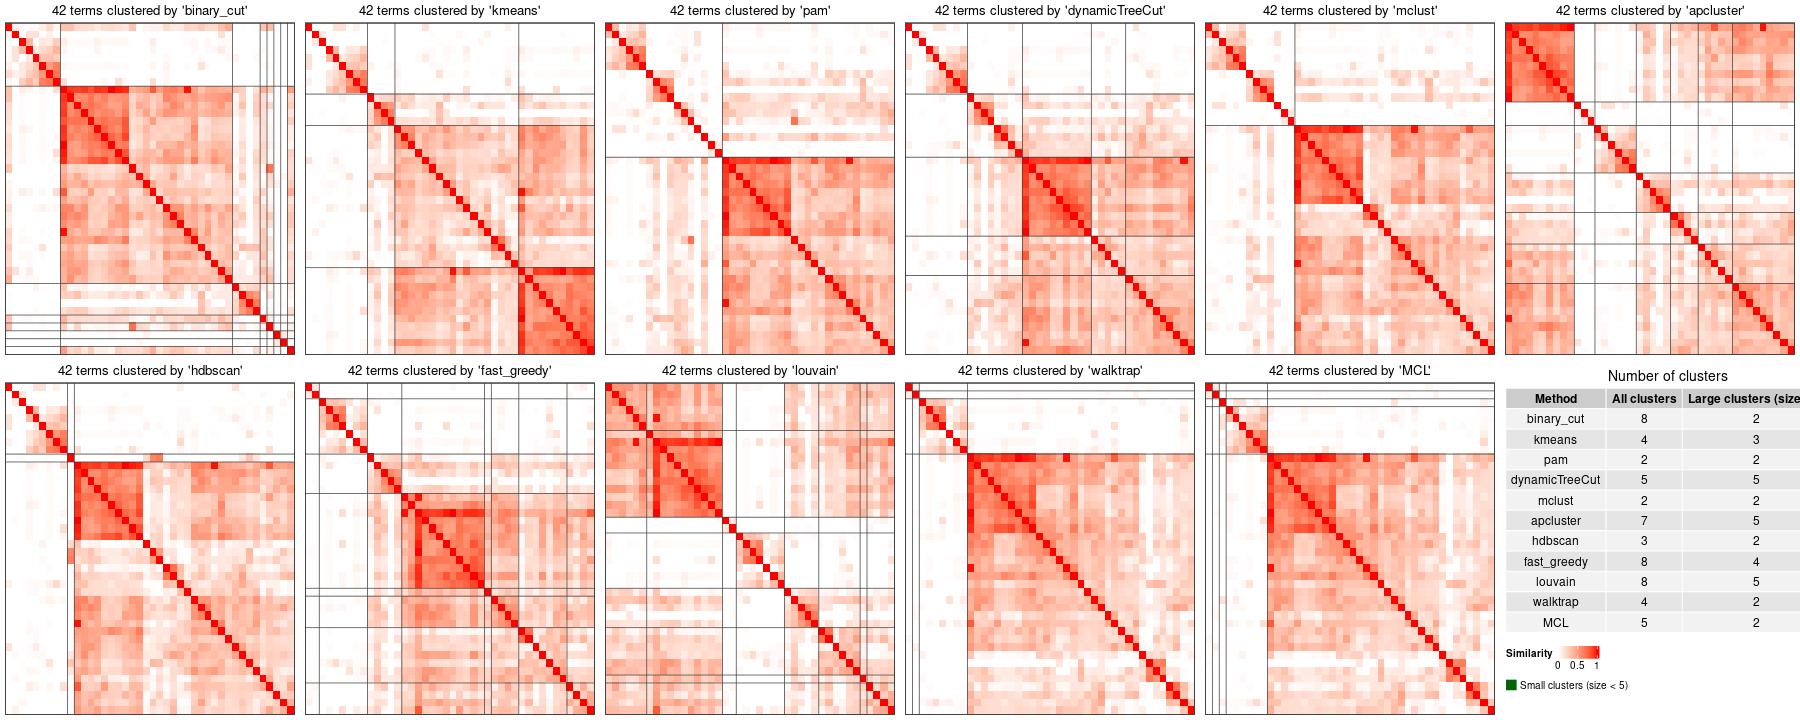 42 terms clustered by 'binary_cut'
42 terms clustered by 'kmeans'
42 terms clustered by 'pam'
42 terms clustered by 'dynamicTreeCut'
42 terms clustered by 'mclust'
42 terms clustered by 'apcluster'
42 terms clustered by 'hdbscan'
42 terms clustered by 'fast_greedy'
42 terms clustered by 'louvain'
42 terms clustered by 'walktrap'
42 terms clustered by 'MCL'
Number of clusters
Method All clusters Large clusters (size
binary_cut 8 2
kmeans 4 3
pam 2 2
dynamicTreeCut 5 5
mclust 2 2
apcluster 7 5
hdbscan 3 2
fast_greedy 8 4
louvain 8 5
walktrap 4 2
MCL 5 2
Similarity
0 0.5 1
Small clusters (size < 5)